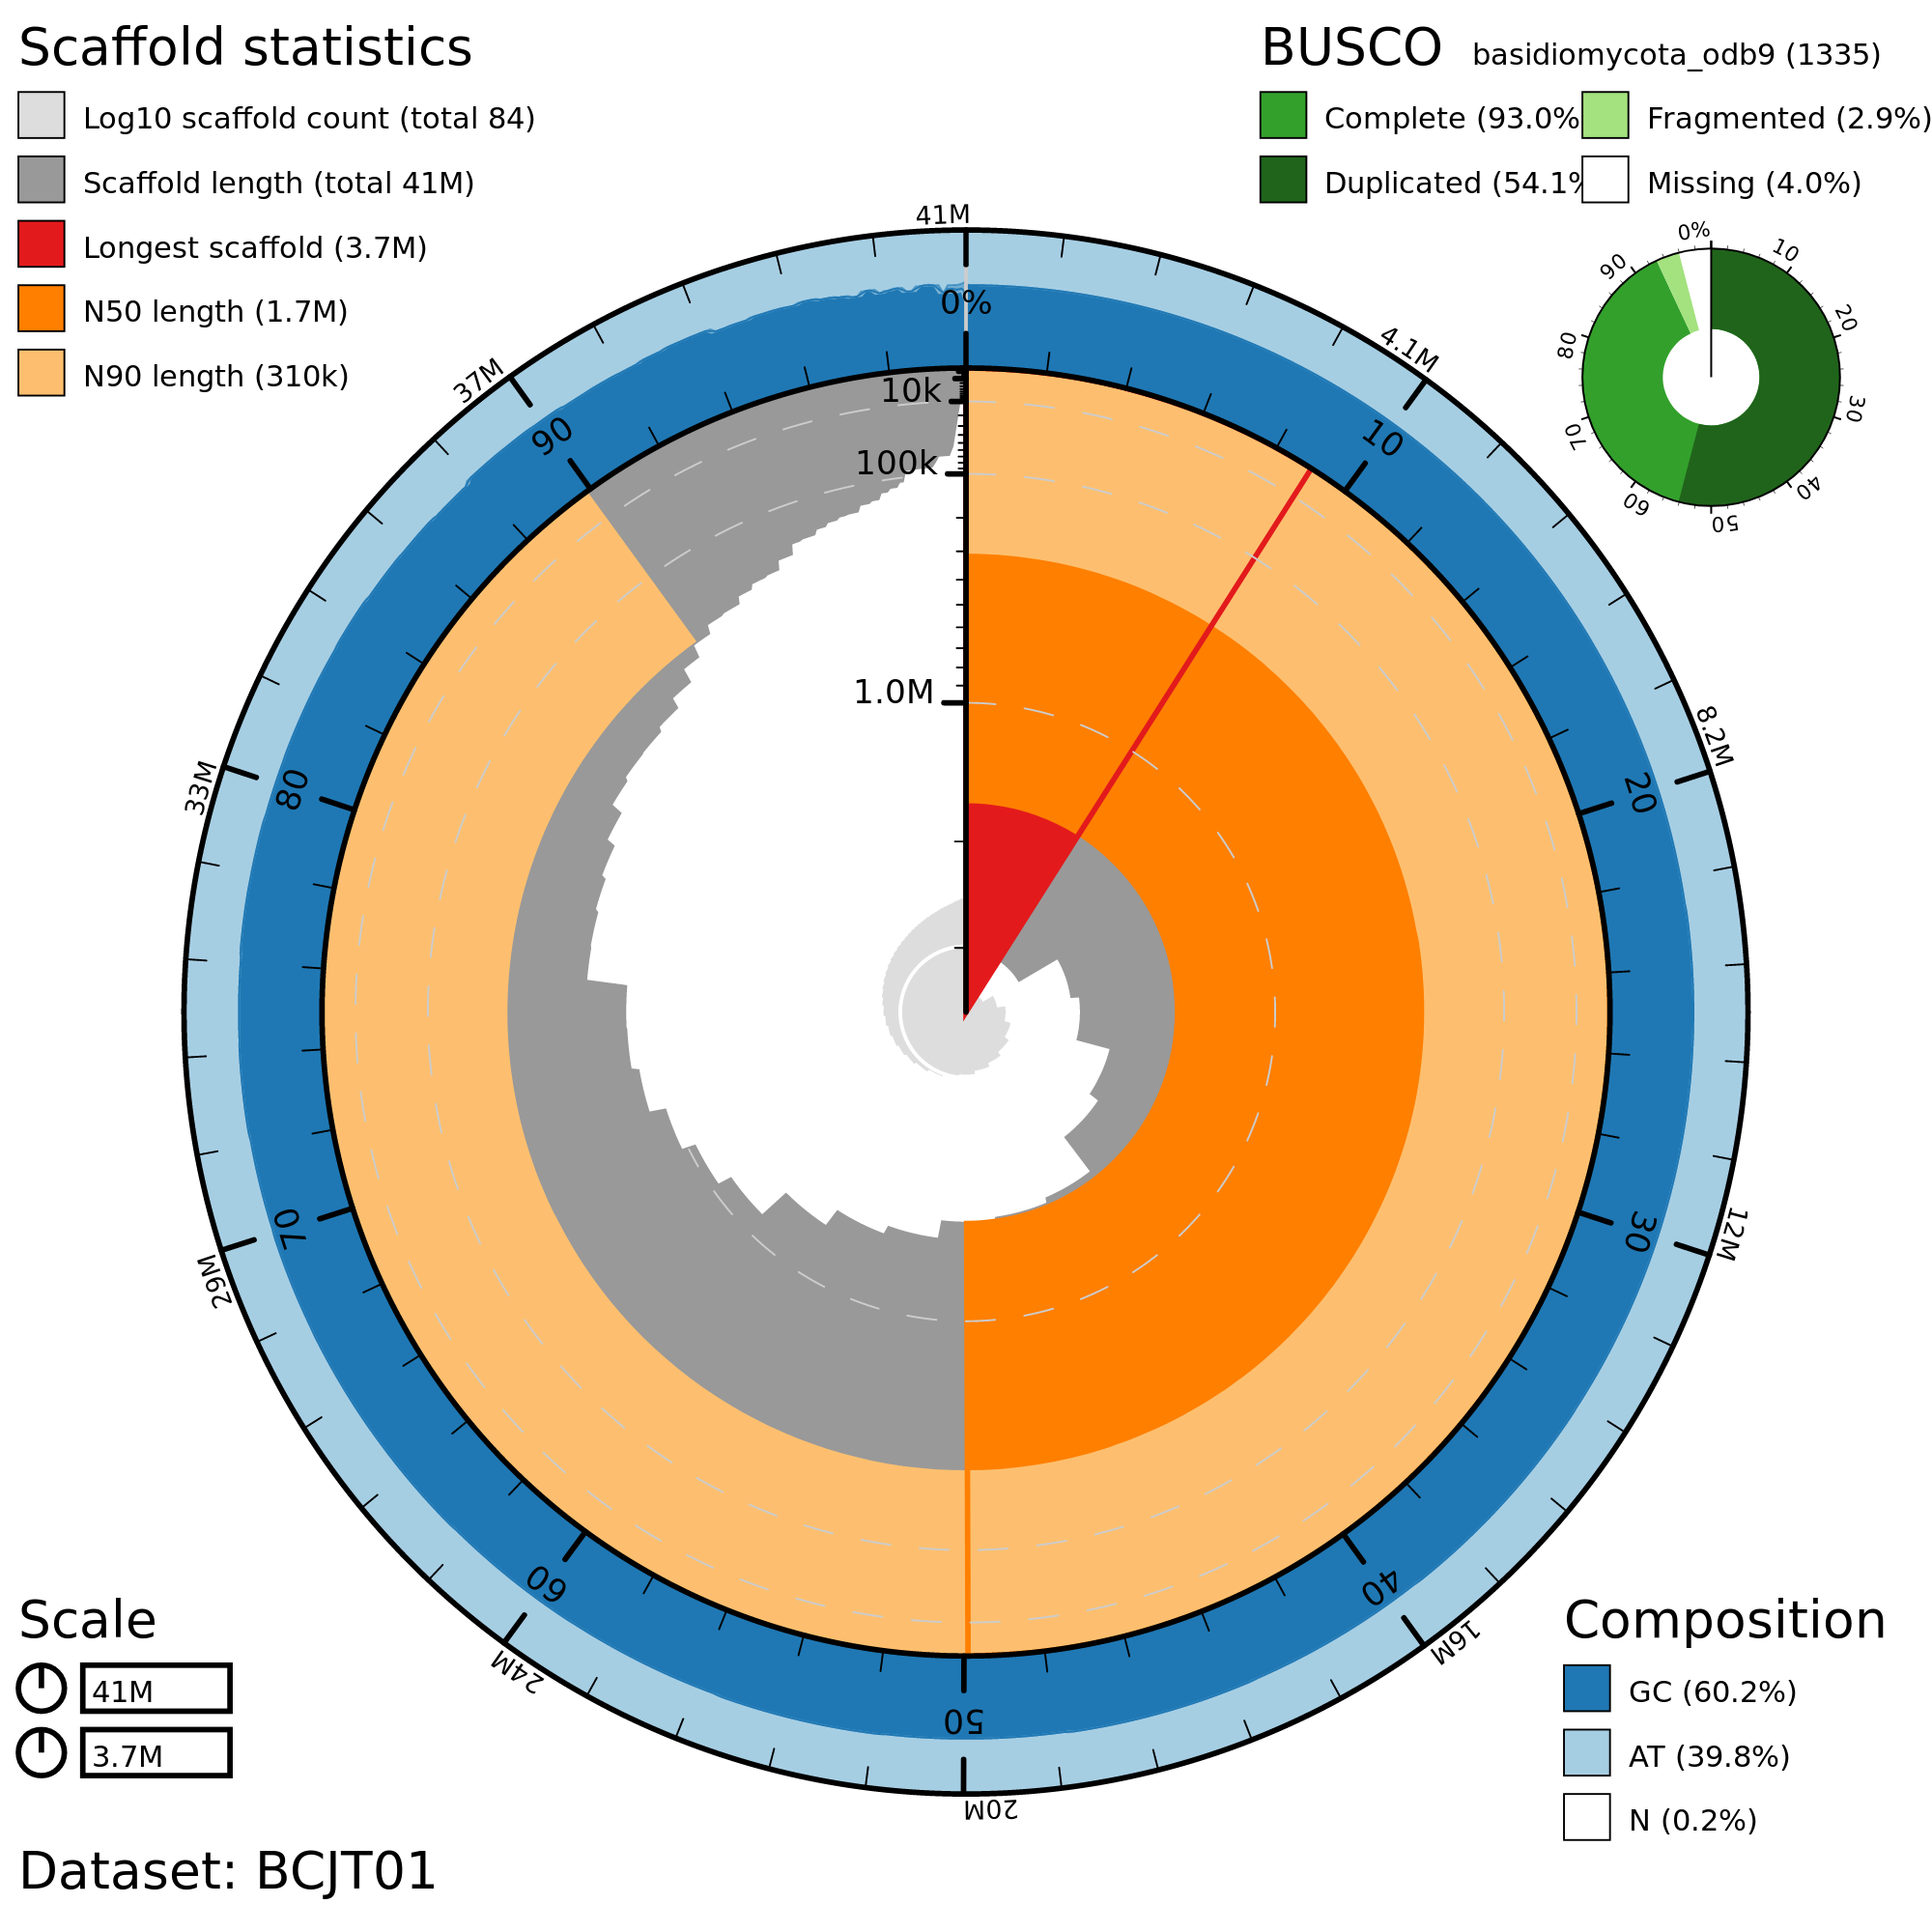 Scaffold statistics
Log10 scaffold count (total 84)
Scaffold length (total 41M)
Longest scaffold (3.7M)
N50 length (1.7M)
N90 length (310k)
BUSCO basidiomycota_odb9 (1335)
Complete (93.0%
Fragmented (2.9%)
Duplicated (54.1%
Missing (4.0%)
0%
10
20
30
40
50
60
70
80
90
41M
4.1M
8.2M
12M
16M
20M
24M
29M
33M
37M
0%
10
20
30
40
50
60
70
80
90
10k
100k
1.0M
Scale
41M
3.7M
Composition
GC (60.2%)
AT (39.8%)
N (0.2%)
Dataset: BCJT01